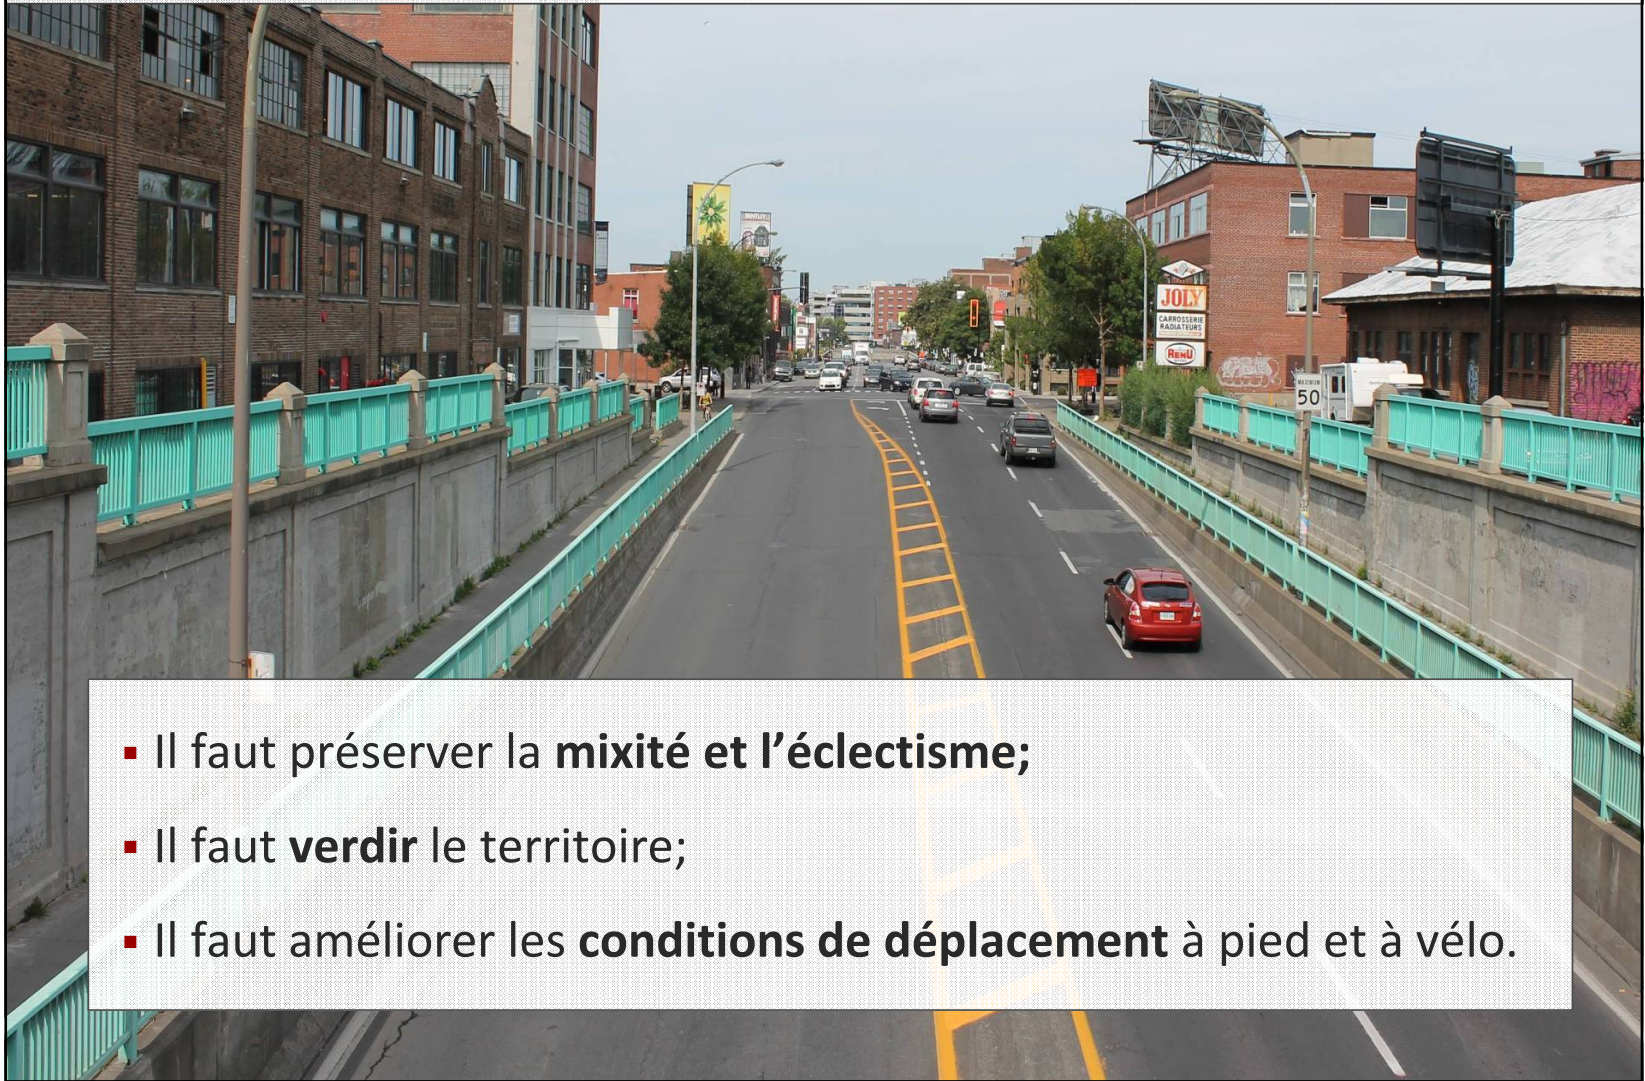 BENTLEY
JOLY
CARROSSERIE
RADIATEURS
RENU
MAXIMUM
50
▪ Il faut préserver la mixité et l’éclectisme;
▪ Il faut verdir le territoire;
▪ Il faut améliorer les conditions de déplacement à pied et à vélo.